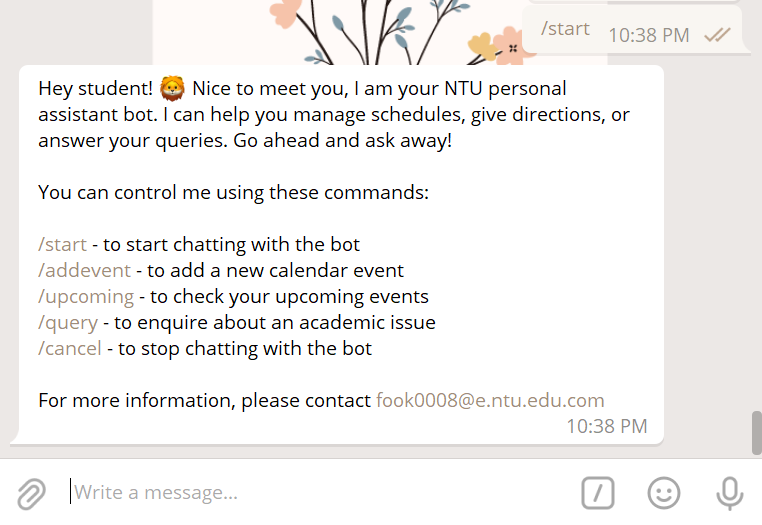 /start 10:38 PM
Hey student! 🦁 Nice to meet you, I am your NTU personal
assistant bot. I can help you manage schedules, give directions, or
answer your queries. Go ahead and ask away!
You can control me using these commands:
/start - to start chatting with the bot
/addevent - to add a new calendar event
/upcoming - to check your upcoming events
/query - to enquire about an academic issue
/cancel - to stop chatting with the bot
For more information, please contact fook0008@e.ntu.edu.com
10:38 PM
Write a message...